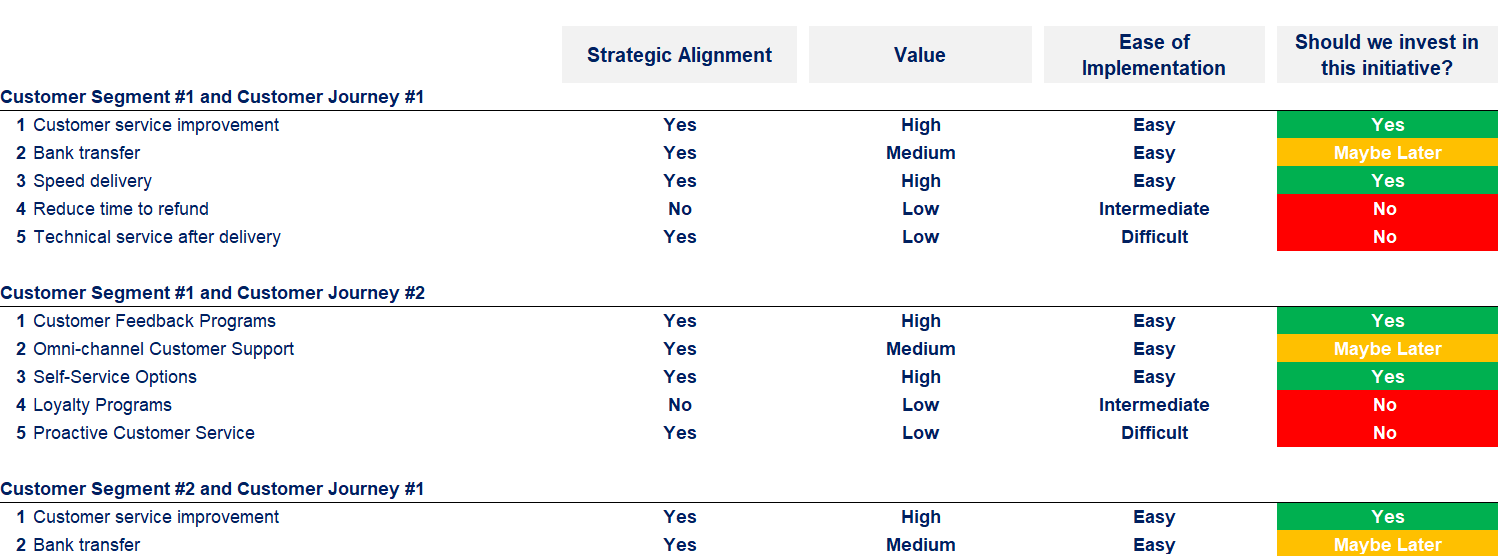 Strategic Alignment Value Ease of Implementation Should we invest in this initiative?
Customer Segment #1 and Customer Journey #1
1 Customer service improvement Yes High Easy Yes
2 Bank transfer Yes Medium Easy Maybe Later
3 Speed delivery Yes High Easy Yes
4 Reduce time to refund No Low Intermediate No
5 Technical service after delivery Yes Low Difficult No
Customer Segment #1 and Customer Journey #2
1 Customer Feedback Programs Yes High Easy Yes
2 Omni-channel Customer Support Yes Medium Easy Maybe Later
3 Self-Service Options Yes High Easy Yes
4 Loyalty Programs No Low Intermediate No
5 Proactive Customer Service Yes Low Difficult No
Customer Segment #2 and Customer Journey #1
1 Customer service improvement Yes High Easy Yes
2 Bank transfer Yes Medium Easy Maybe Later